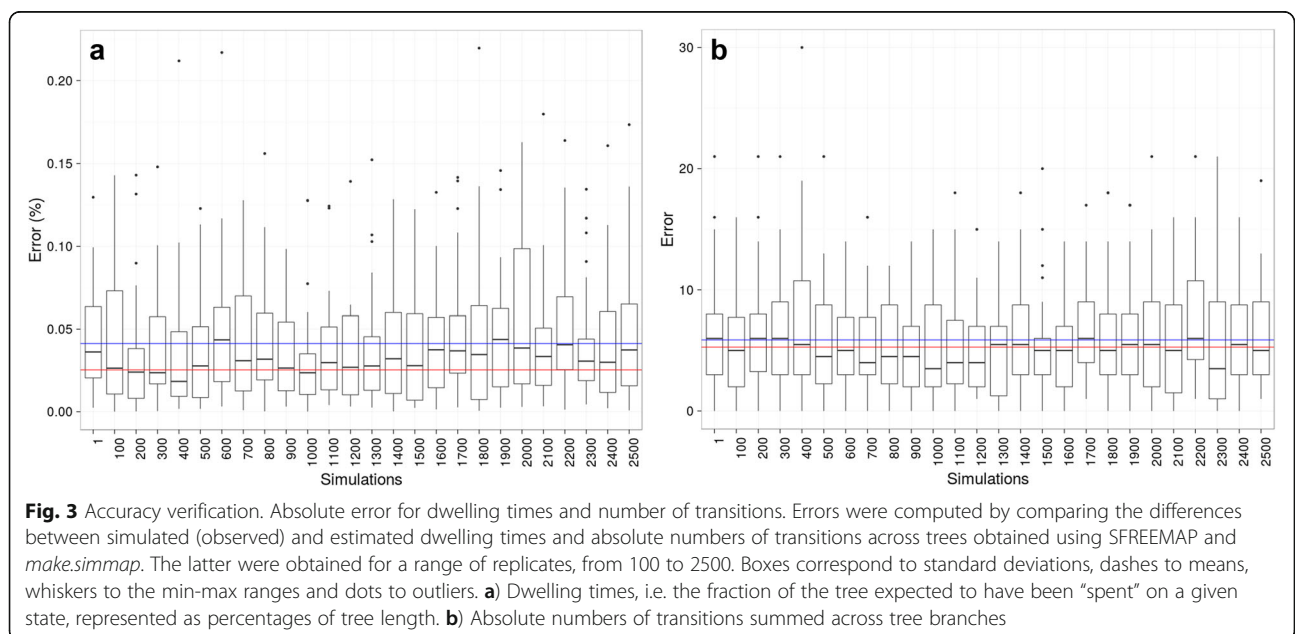 a
b
0.20
0.15
0.10
0.05
0.00
Error (%)
1 100 200 300 400 500 600 700 800 900 1000 1100 1200 1300 1400 1500 1600 1700 1800 1900 2000 2100 2200 2300 2400 2500
Simulations
30
20
10
0
Error
1 100 200 300 400 500 600 700 800 900 1000 1100 1200 1300 1400 1500 1600 1700 1800 1900 2000 2100 2200 2300 2400 2500
Simulations
Fig. 3 Accuracy verification. Absolute error for dwelling times and number of transitions. Errors were computed by comparing the differences
between simulated (observed) and estimated dwelling times and absolute numbers of transitions across trees obtained using SFREEMAP and
make.simmap. The latter were obtained for a range of replicates, from 100 to 2500. Boxes correspond to standard deviations, dashes to means,
whiskers to the min-max ranges and dots to outliers. a) Dwelling times, i.e. the fraction of the tree expected to have been “spent” on a given
state, represented as percentages of tree length. b) Absolute numbers of transitions summed across tree branches